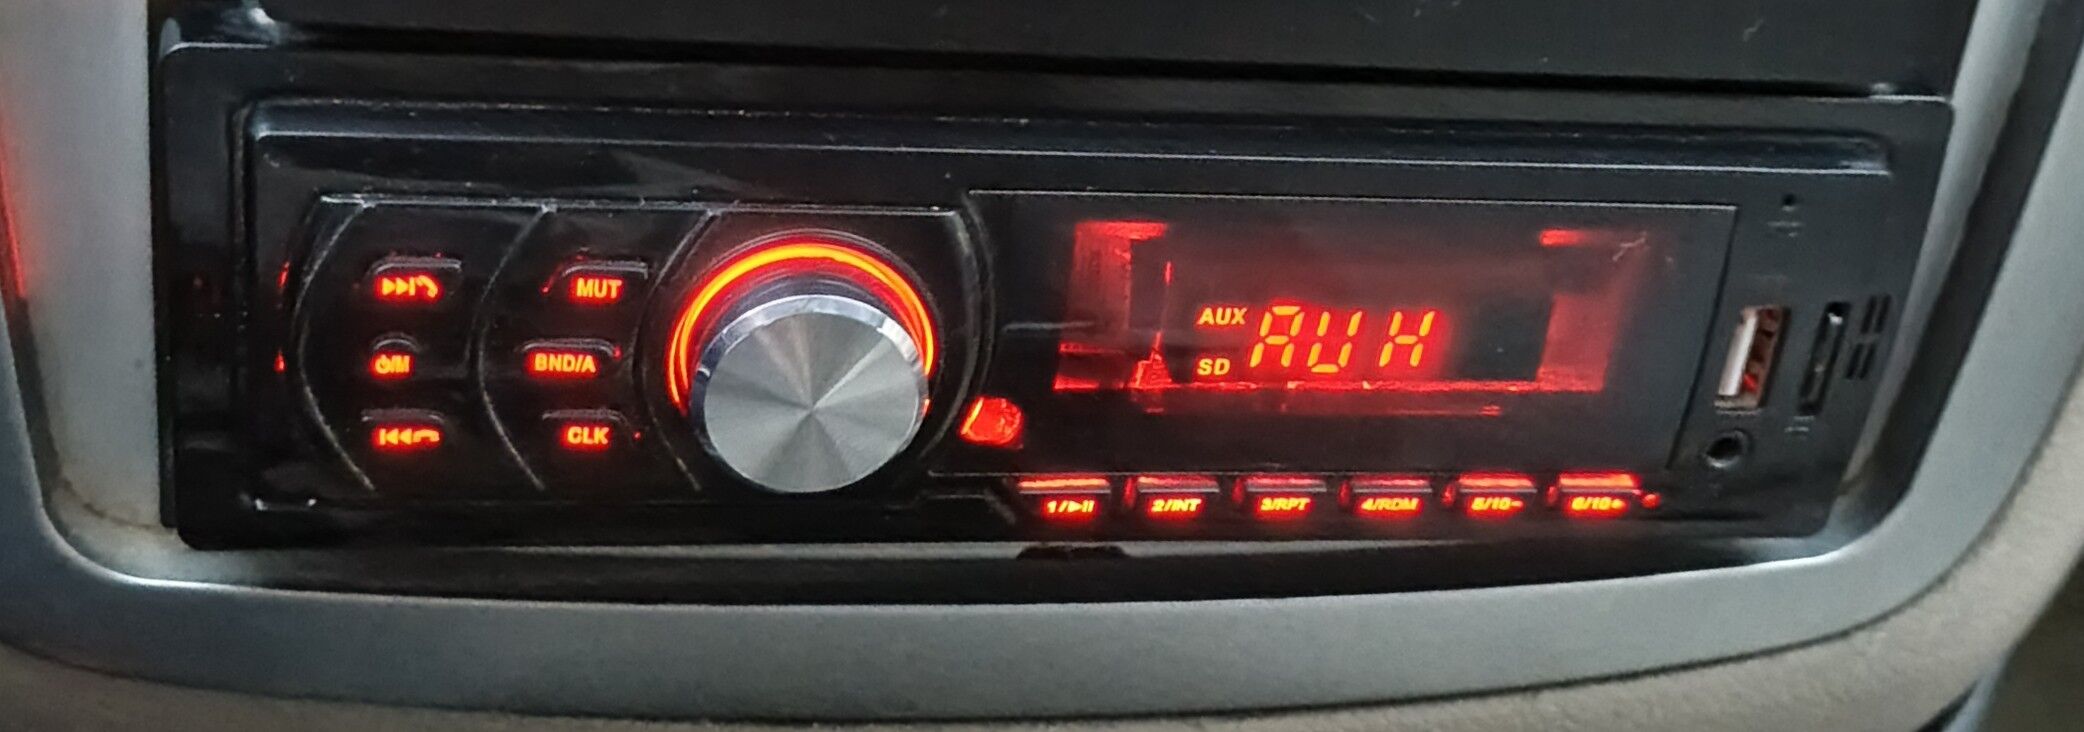 ▶▶I
MUT
AUX
AUX
SD
⏻/M
BND/A
I◀◀
CLK
1/▶II
2/INT
3/RPT
4/RDM
5/10-
6/10+